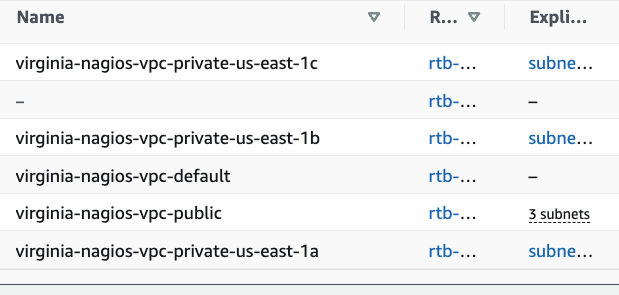 Name R... Expli...
virginia-nagios-vpc-private-us-east-1c rtb-... subne...
– rtb-... –
virginia-nagios-vpc-private-us-east-1b rtb-... subne...
virginia-nagios-vpc-default rtb-... –
virginia-nagios-vpc-public rtb-... 3 subnets
virginia-nagios-vpc-private-us-east-1a rtb-... subne...